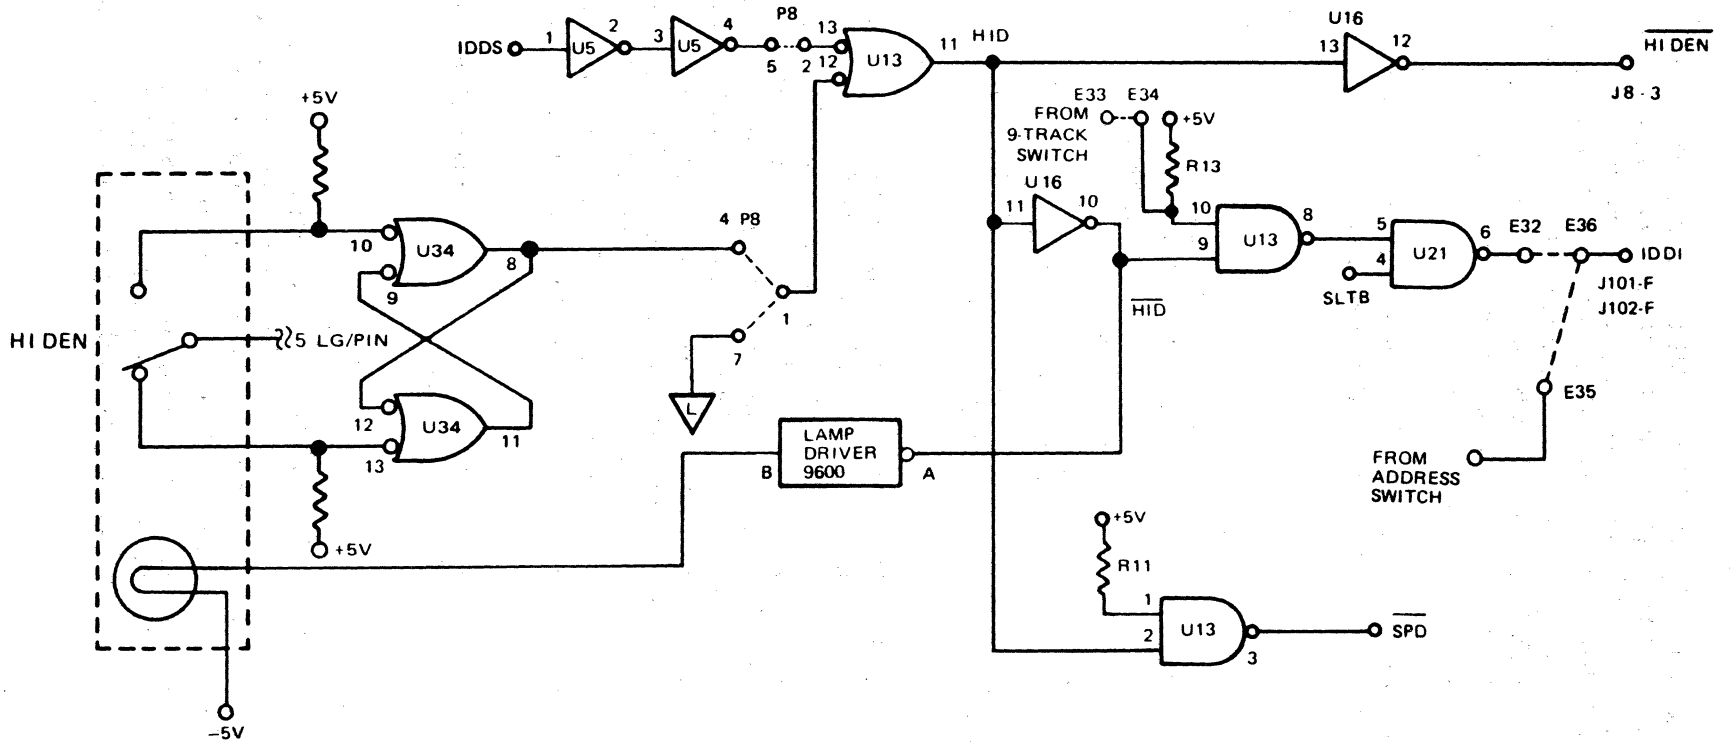 IDDS
1
U5
2
3
U5
4
P8
5
2
13
12
U13
11
HID
U16
13
12
HI DEN
J8-3
+5V
E33
E34
FROM
9-TRACK
SWITCH
+5V
R13
U16
11
10
10
9
U13
8
5
4
U21
6
E32
E36
IDDI
J101-F
J102-F
SLTB
HID
10
9
U34
8
4
P8
1
7
L
HI DEN
5 LG/PIN
12
13
U34
11
+5V
LAMP
DRIVER
9600
B
A
E35
FROM
ADDRESS
SWITCH
+5V
R11
1
2
U13
3
SPD
-5V